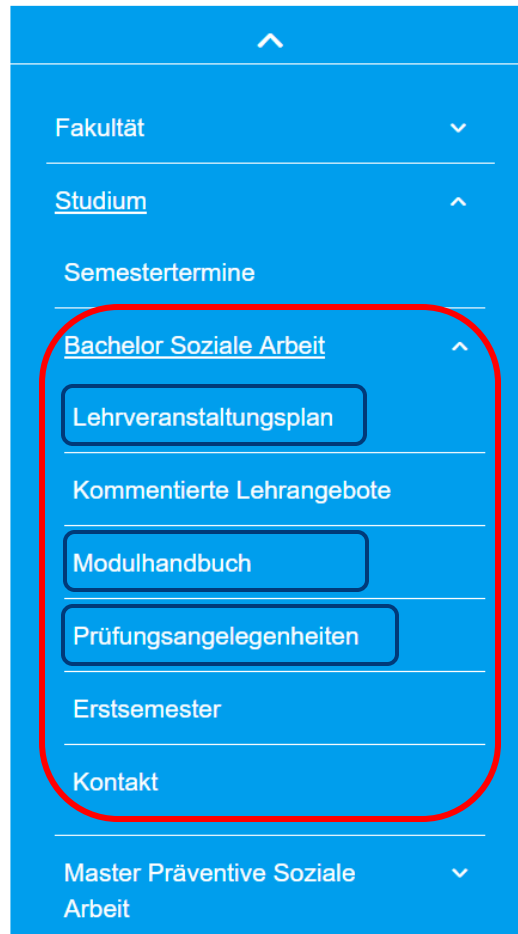 Fakultät
Studium
Semestertermine
Bachelor Soziale Arbeit
Lehrveranstaltungsplan
Kommentierte Lehrangebote
Modulhandbuch
Prüfungsangelegenheiten
Erstsemester
Kontakt
Master Präventive Soziale
Arbeit